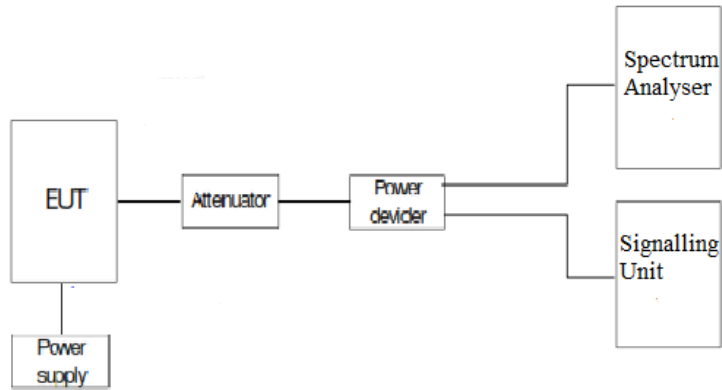 Spectrum
Analyser
EUT
Attenuator
Power
devider
Signalling
Unit
Power
supply